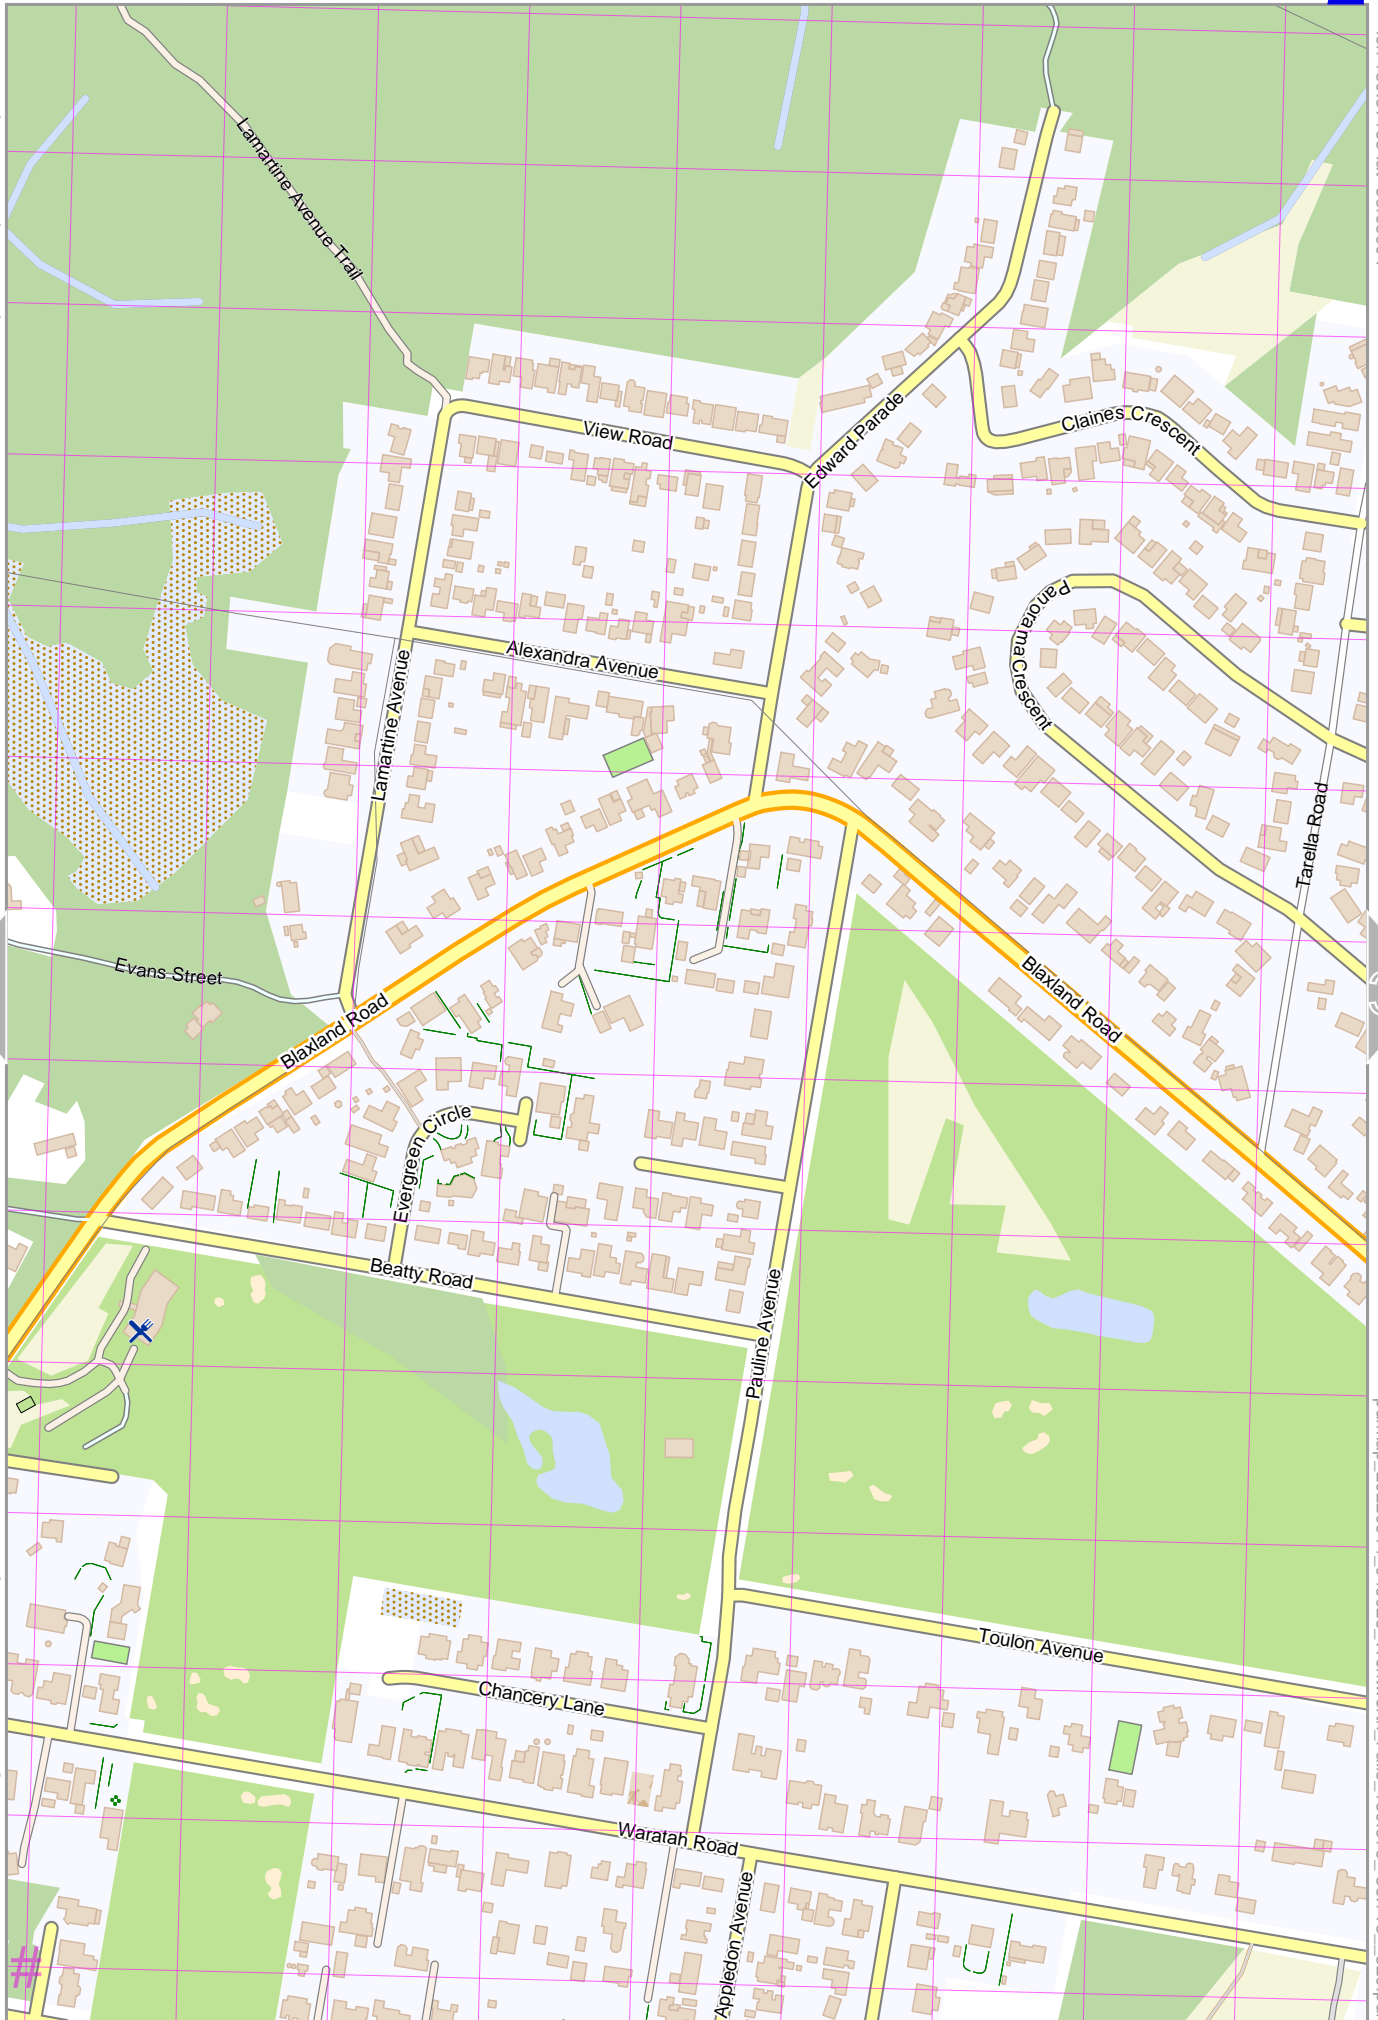 Lamartine Avenue Trail
View Road
Edward Parade
Claines Crescent
Panorama Crescent
Alexandra Avenue
Lamartine Avenue
Tarella Road
Evans Street
Blaxland Road
Blaxland Road
Evergreen Circle
Beatty Road
Pauline Avenue
Toulon Avenue
Chancery Lane
Waratah Road
Appledon Avenue
#